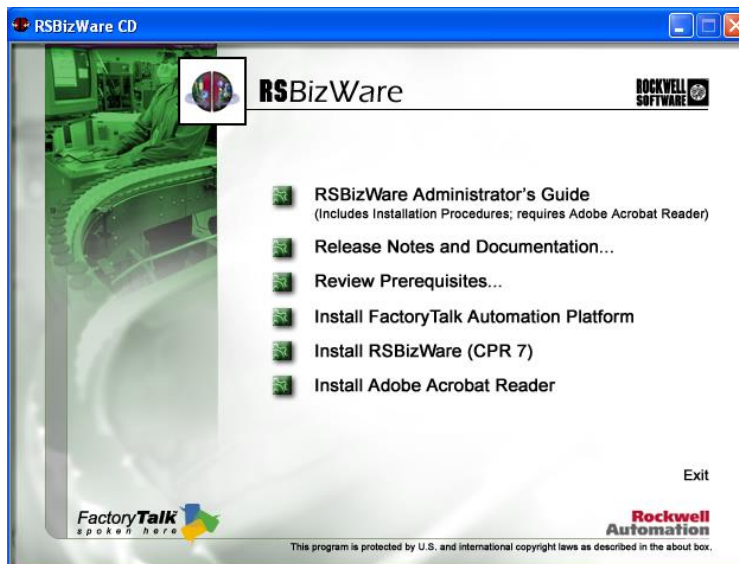 RSBizWare CD
RSBizWare
ROCKWELL
SOFTWARE
RSBizWare Administrator's Guide
(Includes Installation Procedures; requires Adobe Acrobat Reader)
Release Notes and Documentation...
Review Prerequisites...
Install FactoryTalk Automation Platform
Install RSBizWare (CPR 7)
Install Adobe Acrobat Reader
Exit
FactoryTalk
spoken here
Rockwell
Automation
This program is protected by U.S. and international copyright laws as described in the about box.